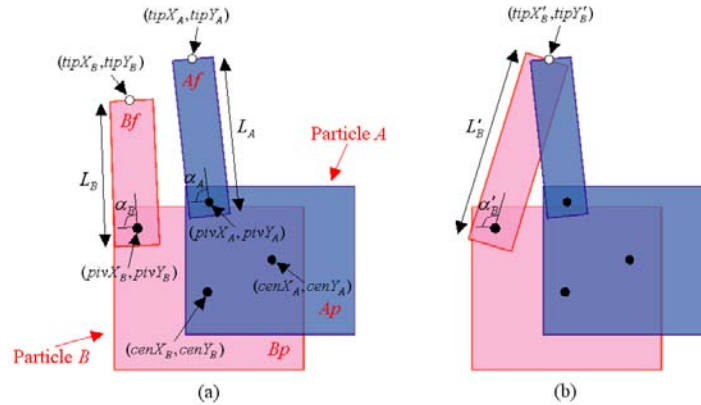 (tipX_A, tipY_A)
(tipX_B, tipY_B)
Af
Bf
L_A
L_B
α_A
α_B
Particle A
(pivX_A, pivY_A)
(pivX_B, pivY_B)
(cenX_A, cenY_A)
Ap
(cenX_B, cenY_B)
Bp
Particle B
(a)
(tipX'_B, tipY'_B)
L'_B
α'_B
(b)